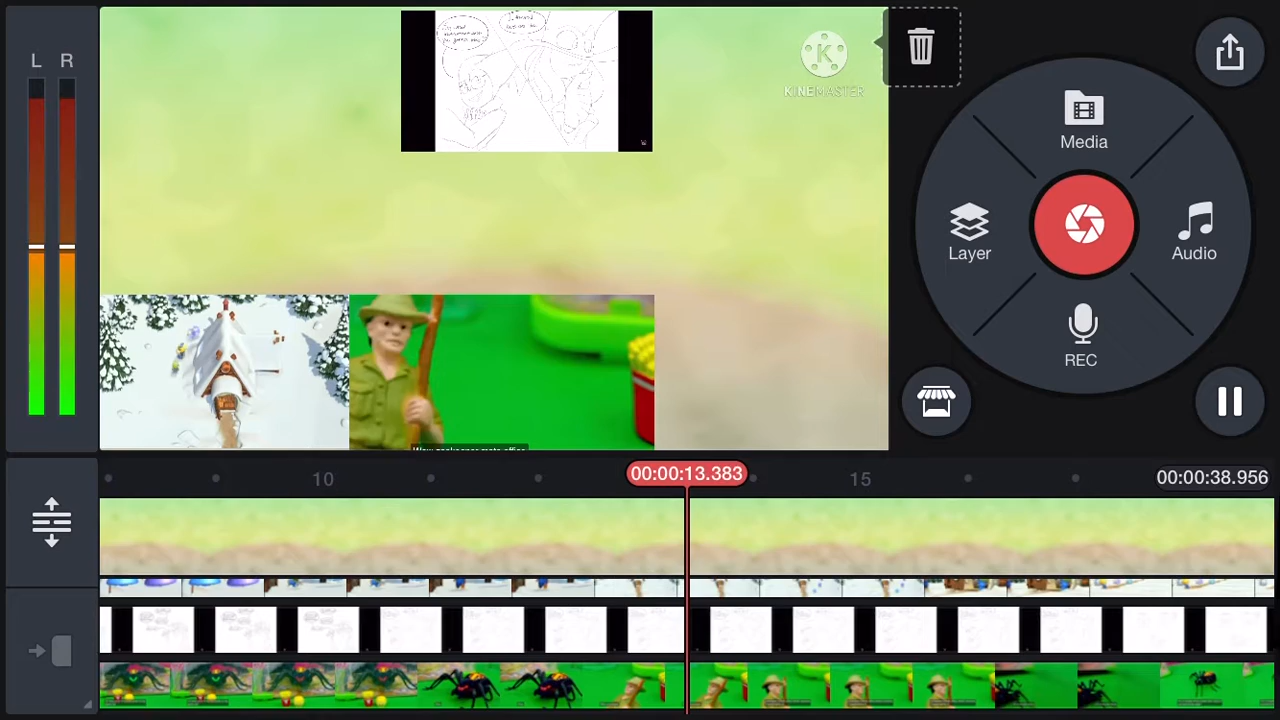 L R
KINEMASTER
Media
Layer
Audio
REC
00:00:13.383
10
15
00:00:38.956